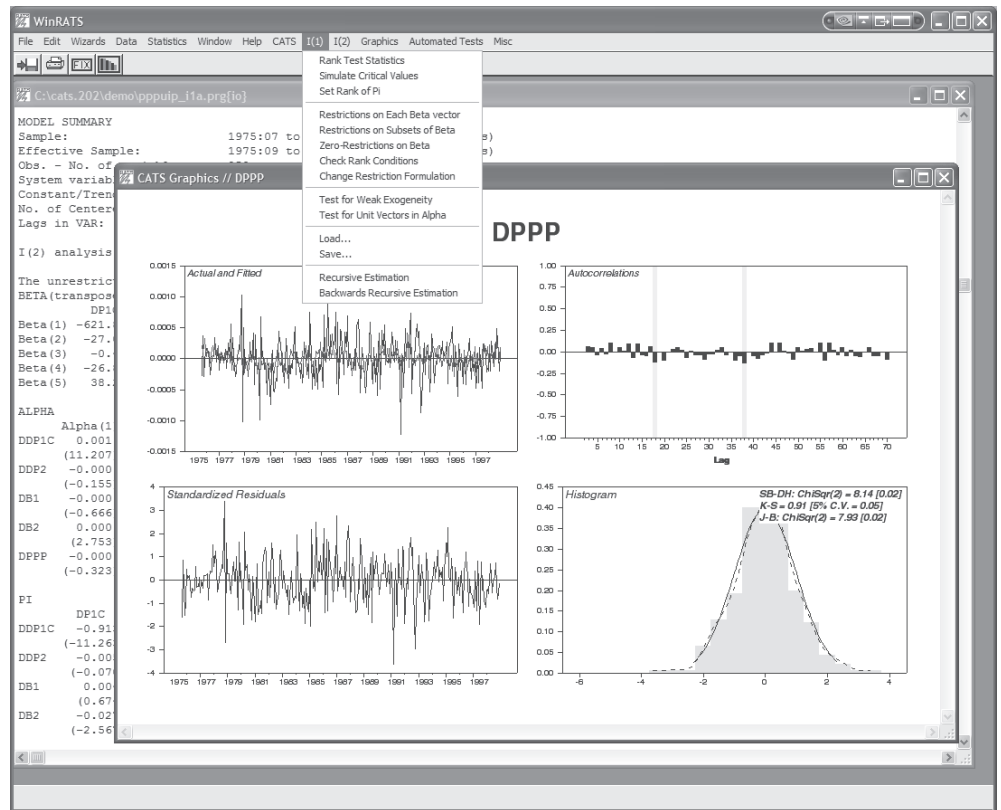 WinRATS
File Edit Wizards Data Statistics Window Help CATS I(1) I(2) Graphics Automated Tests Misc
FIX
Rank Test Statistics
Simulate Critical Values
Set Rank of Pi
Restrictions on Each Beta vector
Restrictions on Subsets of Beta
Zero-Restrictions on Beta
Check Rank Conditions
Change Restriction Formulation
Test for Weak Exogeneity
Test for Unit Vectors in Alpha
Load...
Save...
Recursive Estimation
Backwards Recursive Estimation
C:\cats.202\demo\pppuip_i1a.prg{io}
MODEL SUMMARY
Sample: 1975:07 to
Effective Sample: 1975:09 to
Obs. - No. of
System variab
Constant/Tren
No. of Center
Lags in VAR:
I(2) analysis
The unrestric
BETA(transpos
DP1
Beta(1) -621.
Beta(2) -27.
Beta(3) -0.
Beta(4) -26.
Beta(5) 38.
ALPHA
Alpha(1
DDP1C 0.001
(11.207
DDP2 -0.000
(-0.155
DB1 -0.000
(-0.666
DB2 0.000
(2.753
DPPP -0.000
(-0.323
PI
DP1C
DDP1C -0.91
(-11.26
DDP2 -0.00
(-0.07
DB1 0.00
(0.67
DB2 -0.02
(-2.56
CATS Graphics // DPPP
DPPP
Actual and Fitted
0.0015
0.0010
0.0005
0.0000
-0.0005
-0.0010
-0.0015
1975 1977 1979 1981 1983 1985 1987 1989 1991 1993 1995 1997
Autocorrelations
1.00
0.75
0.50
0.25
0.00
-0.25
-0.50
-0.75
-1.00
5 10 15 20 25 30 35 40 45 50 55 60 65 70
Lag
Standardized Residuals
4
3
2
1
0
-1
-2
-3
-4
1975 1977 1979 1981 1983 1985 1987 1989 1991 1993 1995 1997
Histogram
SB-DH: ChiSqr(2) = 8.14 [0.02]
K-S = 0.91 [5% C.V. = 0.05]
J-B: ChiSqr(2) = 7.93 [0.02]
0.45
0.40
0.35
0.30
0.25
0.20
0.15
0.10
0.05
0.00
-6 -4 -2 0 2 4